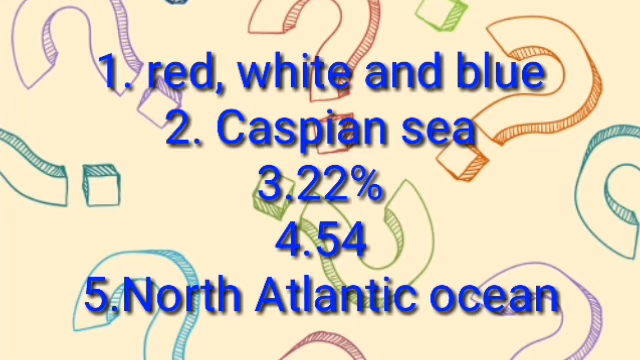 1. red, white and blue
2. Caspian sea
3.22%
4.54
5.North Atlantic ocean